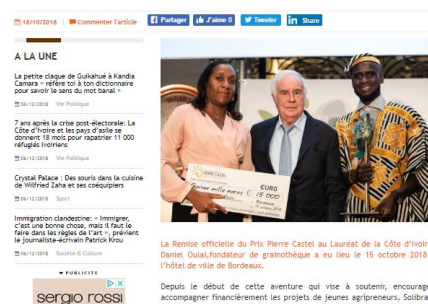 18/10/2018 | Commenter l'article
Partager
J'aime 0
Tweeter
Share
A LA UNE
La petite claque de Guikahué à Kandia
Camara « réfère toi à ton dictionnaire
pour savoir le sens du mot banal »
06/12/2018 Vie Politique
7 ans après la crise post-électorale: La
Côte d'Ivoire et les pays d'asile se
donnent 18 mois pour rapatrier 11 000
réfugiés ivoiriens
06/12/2018 Vie Politique
Crystal Palace : Des souris dans la cuisine
de Wilfried Zaha et ses coéquipiers
06/12/2018 Sport
Immigration clandestine: « Immigrer,
c'est une bonne chose, mais il faut le
faire dans les règles de l'art », prévient
le journaliste-écrivain Patrick Krou
06/12/2018 Société & Culture
PUBLICITE
sergio rossi
€URO
€ 15 000
La Remise officielle du Prix Pierre Castel au Lauréat de la Côte d'Ivoir
Daniel Oulai,fondateur de grainothèque a eu lieu le 15 octobre 2018
l'hôtel de ville de Bordeaux.
Depuis le début de cette aventure qui vise à soutenir, encourage
accompagner financièrement les projets de jeunes agripreneurs, Solibra